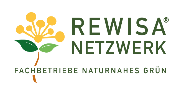 REWISA®
NETZWERK
FACHBETRIEBE NATURNAHES GRÜN